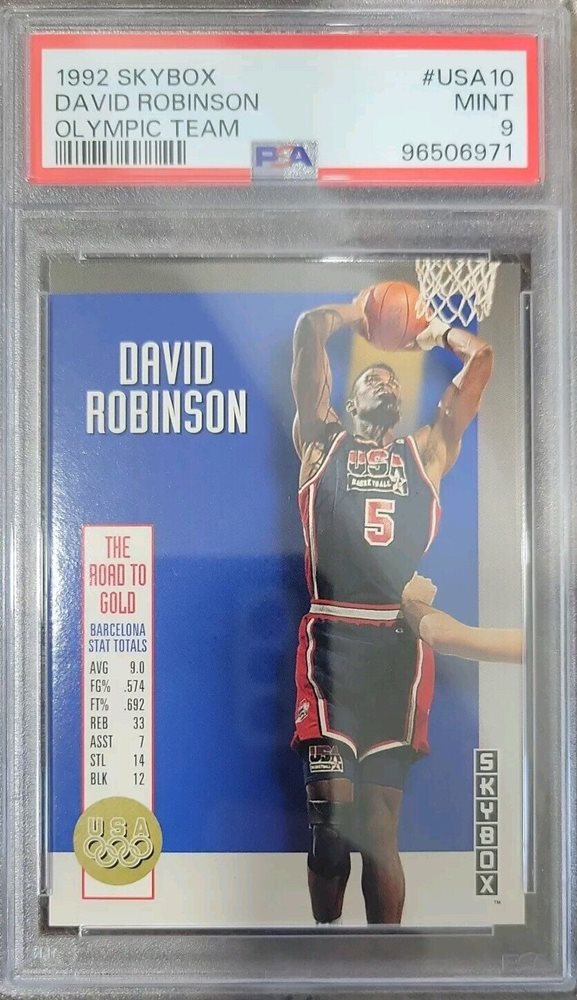 1992 SKYBOX #USA10
DAVID ROBINSON MINT
OLYMPIC TEAM 9
PSA 96506971
DAVID
ROBINSON
USA
BASKETBALL
5
THE
ROAD TO
GOLD
BARCELONA
STAT TOTALS
AVG 9.0
FG% .574
FT% .692
REB 33
ASST 7
STL 14
BLK 12
USA
USA
SKYBOX
TM